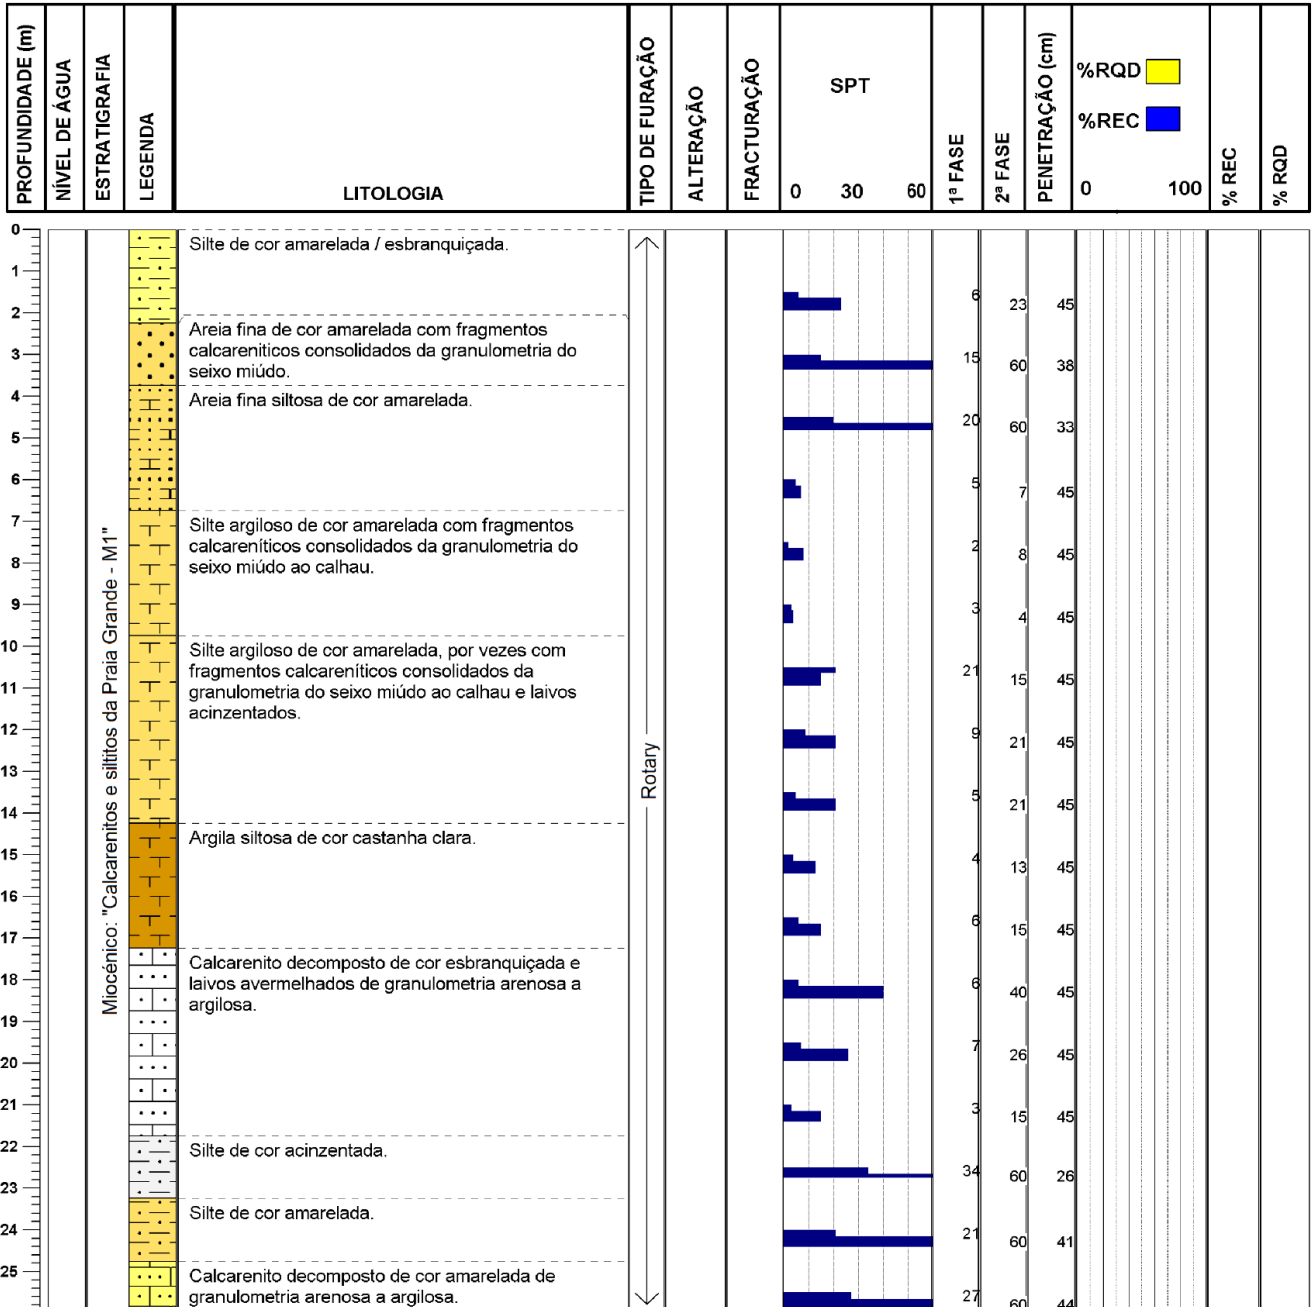 PROFUNDIDADE (m)
NÍVEL DE ÁGUA
ESTRATIGRAFIA
LEGENDA
LITOLOGIA
TIPO DE FURAÇÃO
ALTERAÇÃO
FRACTURAÇÃO
SPT
0 30 60
1ª FASE
2ª FASE
PENETRAÇÃO (cm)
%RQD
%REC
0 100
% REC
% RQD
0
Silte de cor amarelada / esbranquiçada.
1
6 23 45
2
Areia fina de cor amarelada com fragmentos
calcareniticos consolidados da granulometria do
seixo miúdo.
3
15 60 38
4
Areia fina siltosa de cor amarelada.
20 60 33
5
6
5 7 45
7
Silte argiloso de cor amarelada com fragmentos
calcareníticos consolidados da granulometria do
seixo miúdo ao calhau.
2 8 45
8
9
3 4 45
10
Silte argiloso de cor amarelada, por vezes com
fragmentos calcareníticos consolidados da
granulometria do seixo miúdo ao calhau e laivos
acinzentados.
21 15 45
11
12
9 21 45
13
5 21 45
14
Argila siltosa de cor castanha clara.
15
4 13 45
16
6 15 45
17
Calcarenito decomposto de cor esbranquiçada e
laivos avermelhados de granulometria arenosa a
argilosa.
18
6 40 45
19
7 26 45
20
21
3 15 45
22
Silte de cor acinzentada.
34 60 26
23
Silte de cor amarelada.
24
21 60 41
25
Calcarenito decomposto de cor amarelada de
granulometria arenosa a argilosa.
27 60 44
Miocénico: "Calcarenitos e siltitos da Praia Grande - M1"
Rotary